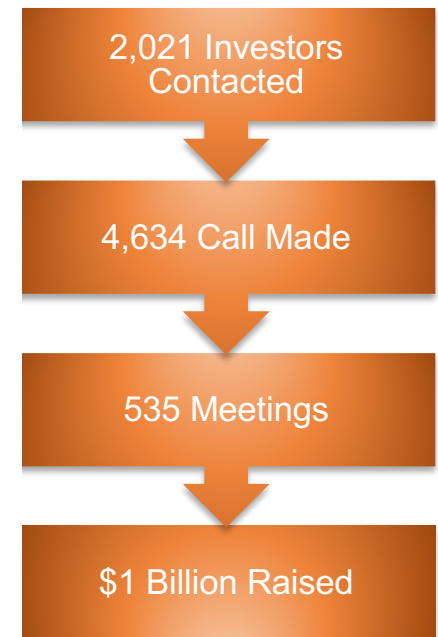 2,021 Investors
Contacted
4,634 Call Made
535 Meetings
$1 Billion Raised